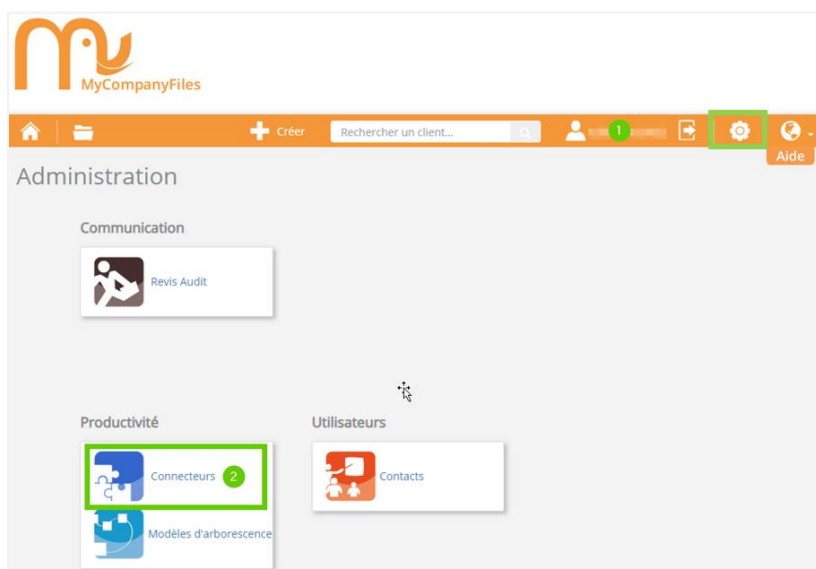 MyCompanyFiles
Créer
Rechercher un client...
1
Aide
Administration
Communication
Revis Audit
Productivité
Utilisateurs
Connecteurs 2
Contacts
Modèles d'arborescence